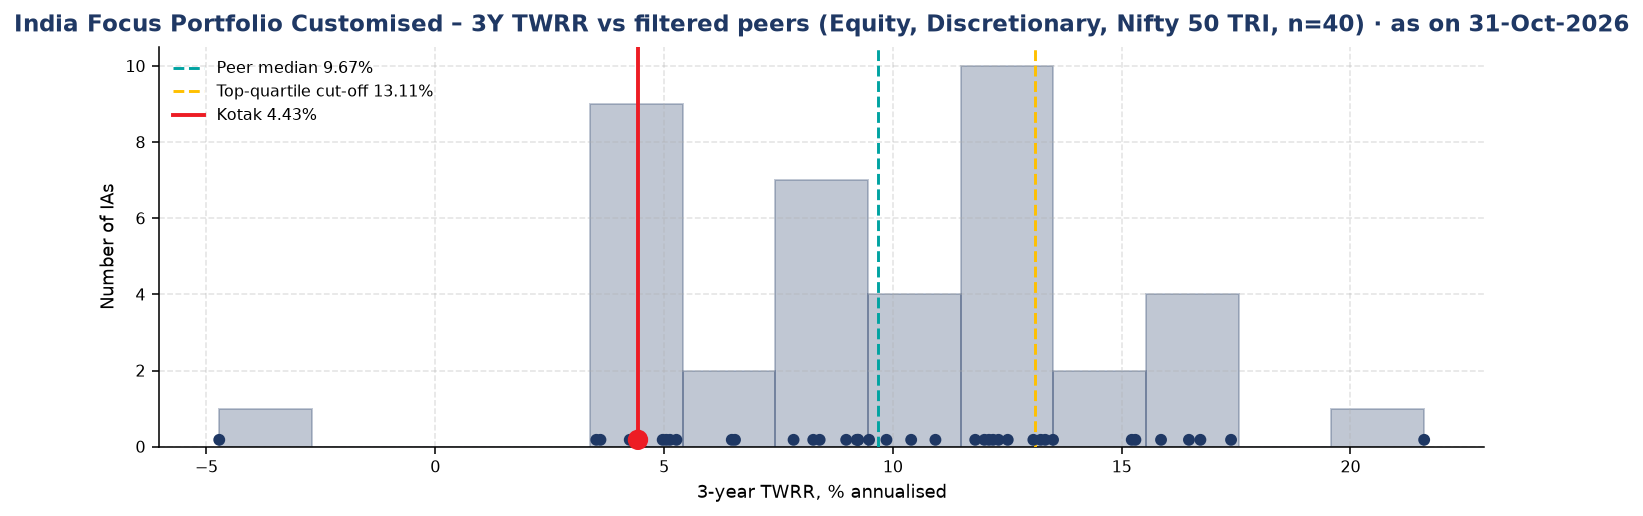 India Focus Portfolio Customised – 3Y TWRR vs filtered peers (Equity, Discretionary, Nifty 50 TRI, n=40) · as on 31-Oct-2026
Peer median 9.67%
Top-quartile cut-off 13.11%
Kotak 4.43%
Number of IAs
10
8
6
4
2
0
−5
0
5
10
15
20
3-year TWRR, % annualised